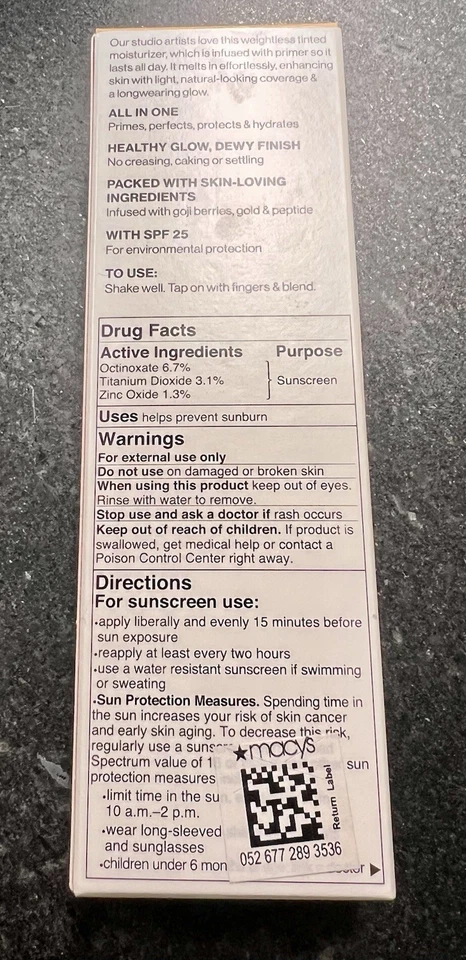 Our studio artists love this weightless tinted
moisturizer, which is infused with primer so it
lasts all day. It melts in effortlessly, enhancing
skin with light, natural-looking coverage &
a longwearing glow.
ALL IN ONE
Primes, perfects, protects & hydrates
HEALTHY GLOW, DEWY FINISH
No creasing, caking or settling
PACKED WITH SKIN-LOVING
INGREDIENTS
Infused with goji berries, gold & peptide
WITH SPF 25
For environmental protection
TO USE:
Shake well. Tap on with fingers & blend.
Drug Facts
Active Ingredients Purpose
Octinoxate 6.7%
Titanium Dioxide 3.1% Sunscreen
Zinc Oxide 1.3%
Uses helps prevent sunburn
Warnings
For external use only
Do not use on damaged or broken skin
When using this product keep out of eyes.
Rinse with water to remove.
Stop use and ask a doctor if rash occurs
Keep out of reach of children. If product is
swallowed, get medical help or contact a
Poison Control Center right away.
Directions
For sunscreen use:
•apply liberally and evenly 15 minutes before
sun exposure
•reapply at least every two hours
•use a water resistant sunscreen if swimming
or sweating
•Sun Protection Measures. Spending time in
the sun increases your risk of skin cancer
and early skin aging. To decrease this risk,
regularly use a
Spectrum value of 1 sun
protection measures
•limit time in the
10 a.m.–2 p.m.
•wear long-sleeved
and sunglasses
•children under 6
★macy's
Return Label
052 677 289 3536